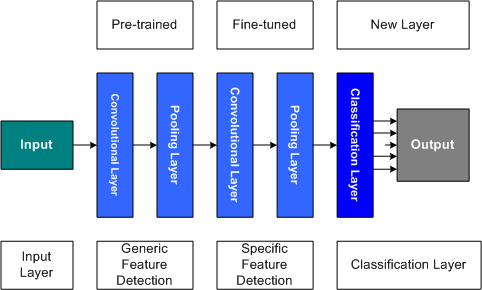 Pre-trained
Fine-tuned
New Layer
Input
Convolutional Layer
Pooling Layer
Convolutional Layer
Pooling Layer
Classification Layer
Output
Input
Layer
Generic
Feature
Detection
Specific
Feature
Detection
Classification Layer